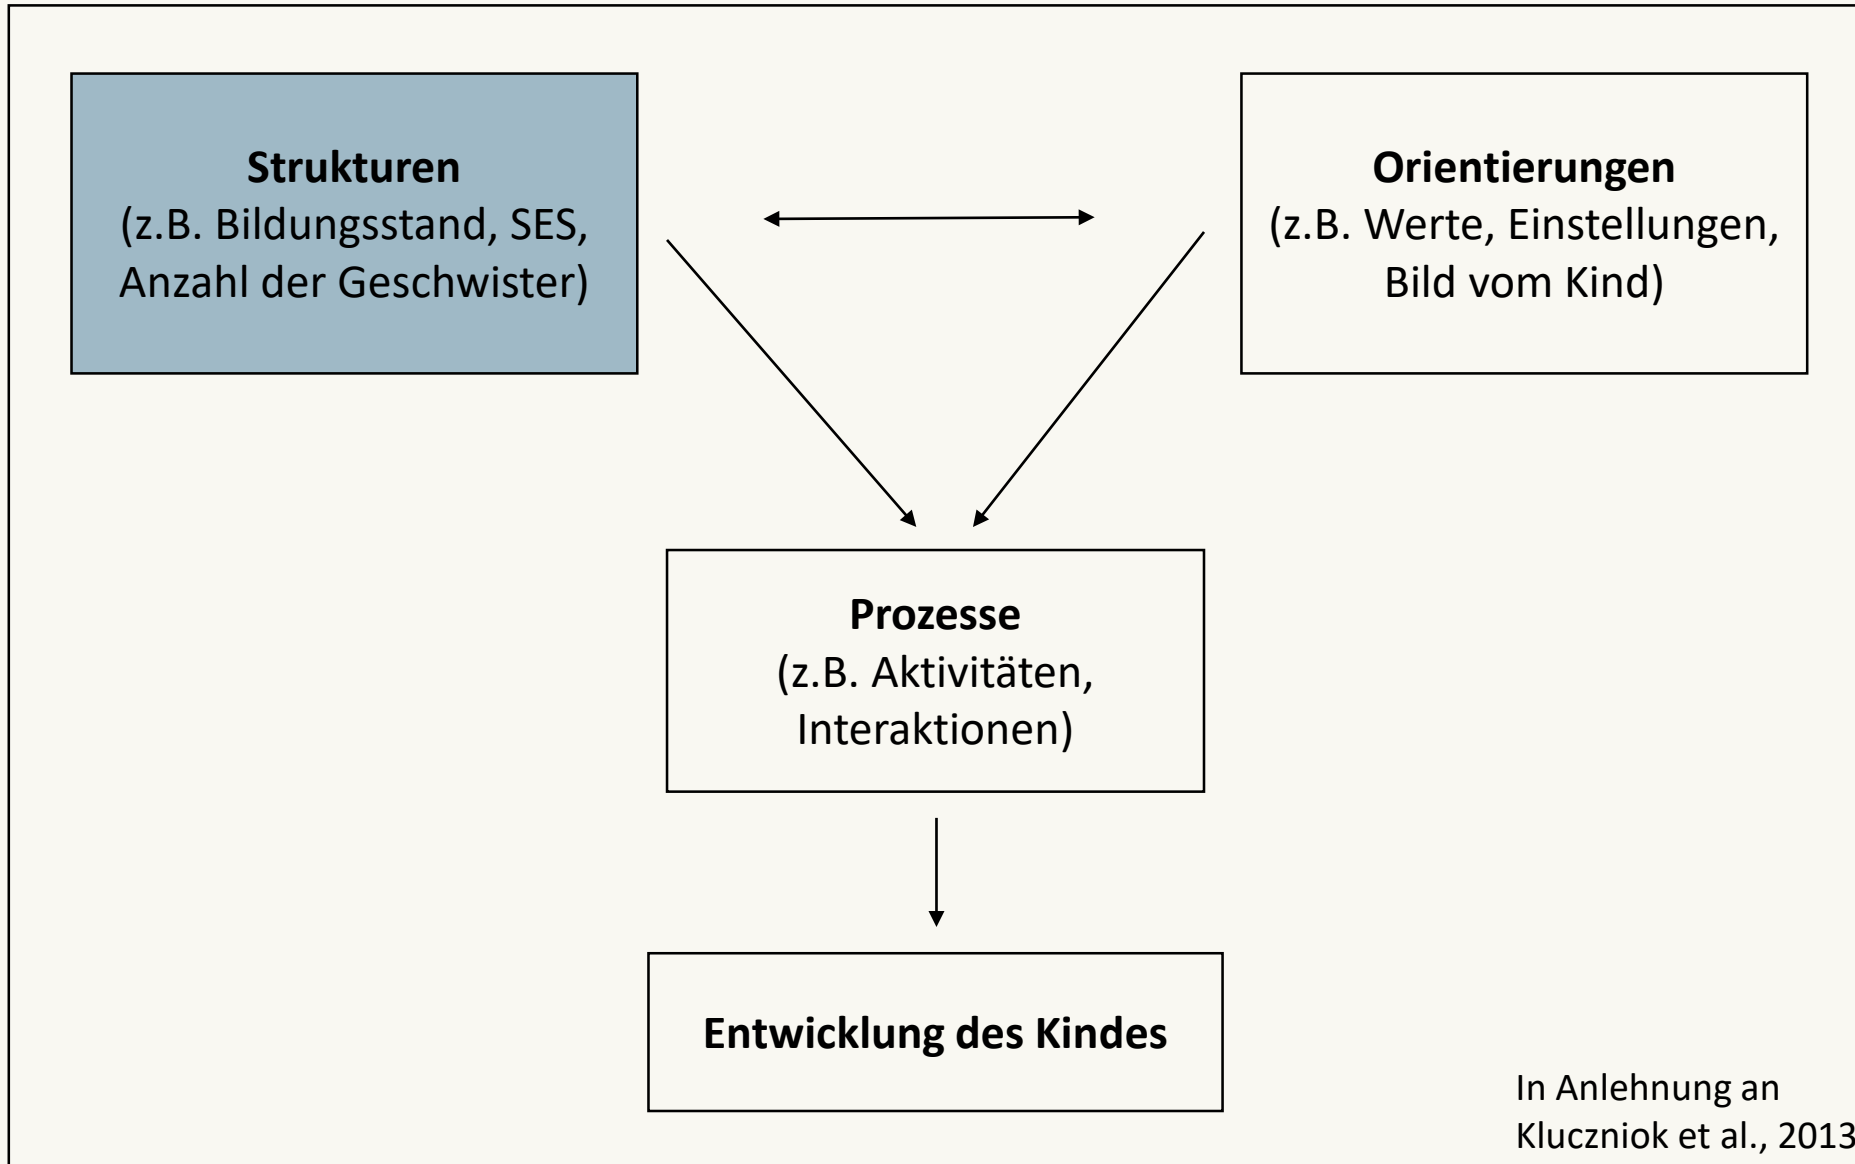 Strukturen
(z.B. Bildungsstand, SES,
Anzahl der Geschwister)
Orientierungen
(z.B. Werte, Einstellungen,
Bild vom Kind)
Prozesse
(z.B. Aktivitäten,
Interaktionen)
Entwicklung des Kindes
In Anlehnung an
Kluczniok et al., 2013